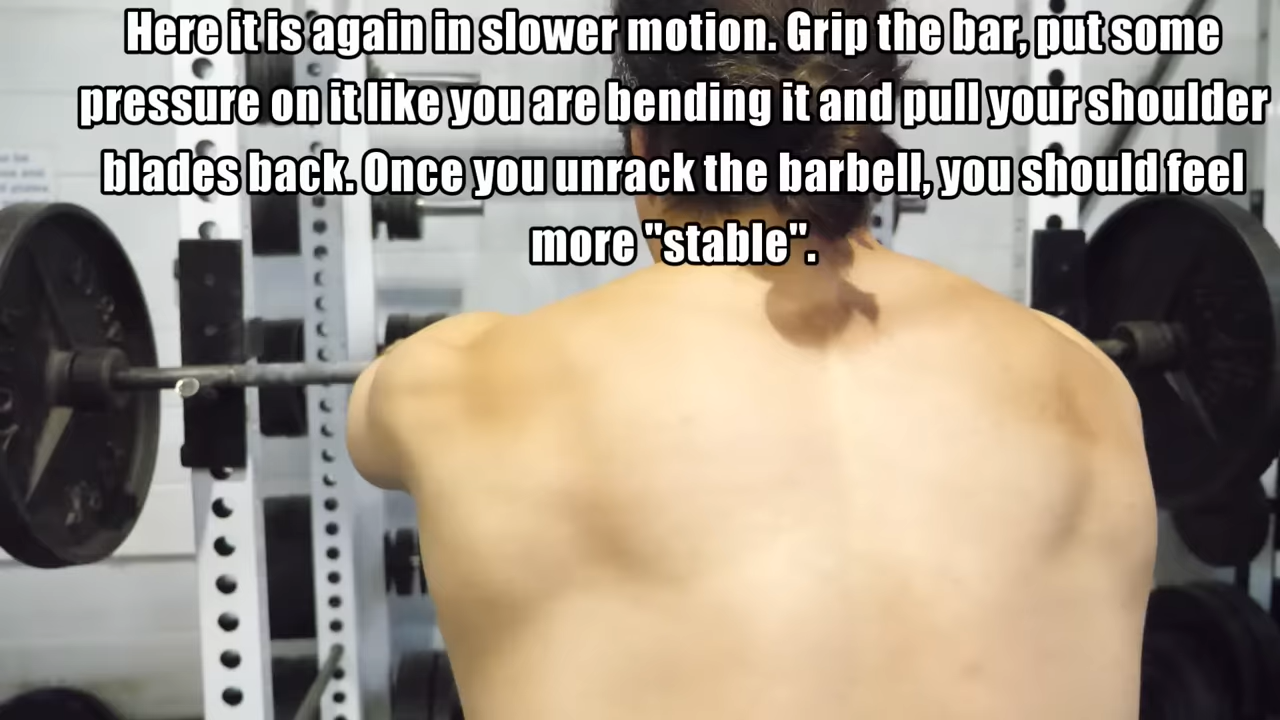 Here it is again in slower motion. Grip the bar, put some
pressure on it like you are bending it and pull your shoulder
blades back. Once you unrack the barbell, you should feel
more "stable".